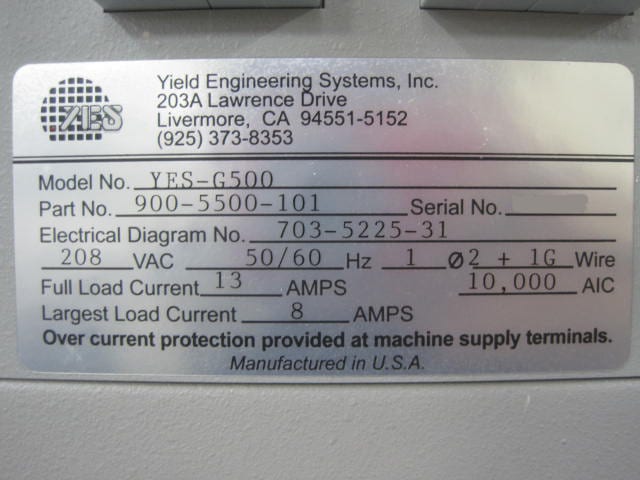 YES
Yield Engineering Systems, Inc.
203A Lawrence Drive
Livermore, CA 94551-5152
(925) 373-8353
Model No. YES-G500
Part No. 900-5500-101 Serial No.
Electrical Diagram No. 703-5225-31
208 VAC 50/60 Hz 1 Ø 2 + 1G Wire
Full Load Current 13 AMPS 10,000 AIC
Largest Load Current 8 AMPS
Over current protection provided at machine supply terminals.
Manufactured in U.S.A.